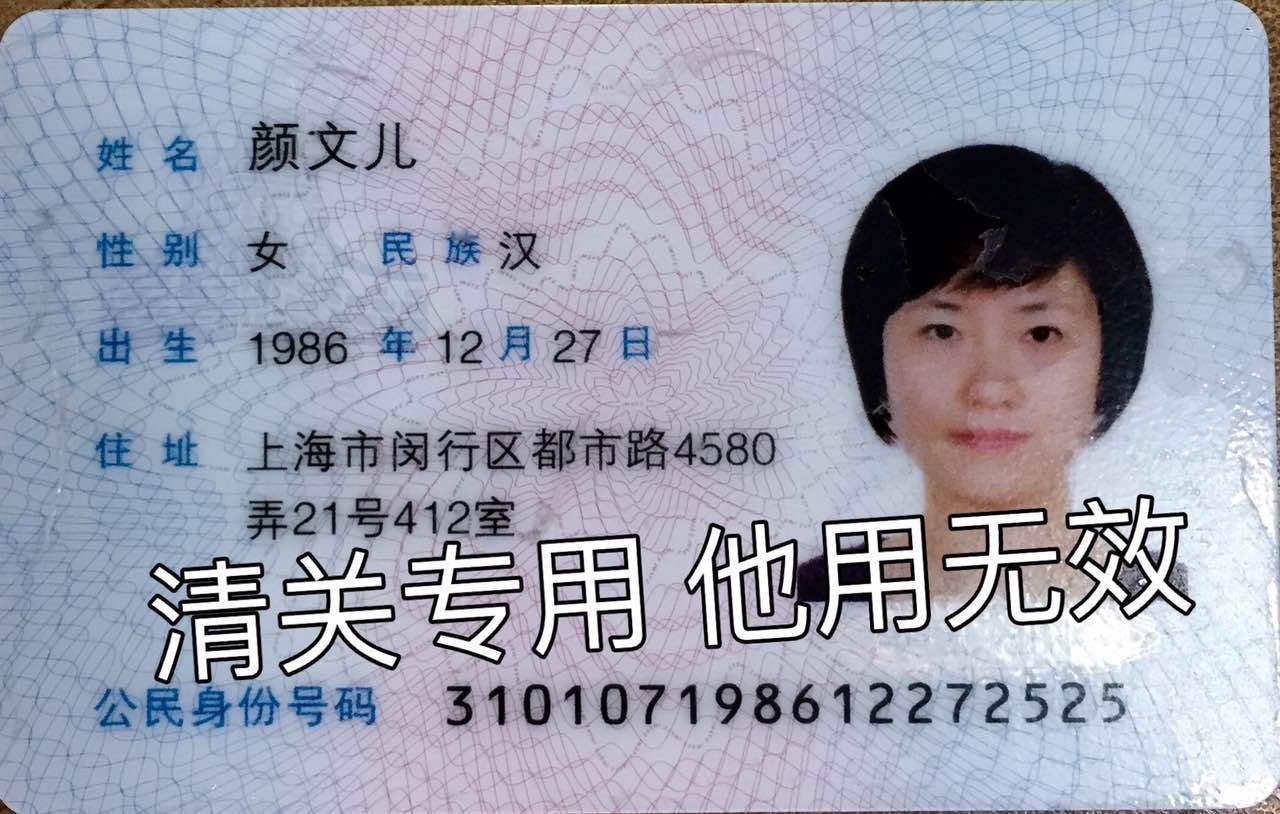 姓名 颜文儿
性别 女 民族 汉
出生 1986 年 12 月 27 日
住址 上海市闵行区都市路4580
弄21号412室
清关专用 他用无效
公民身份号码 310107198612272525